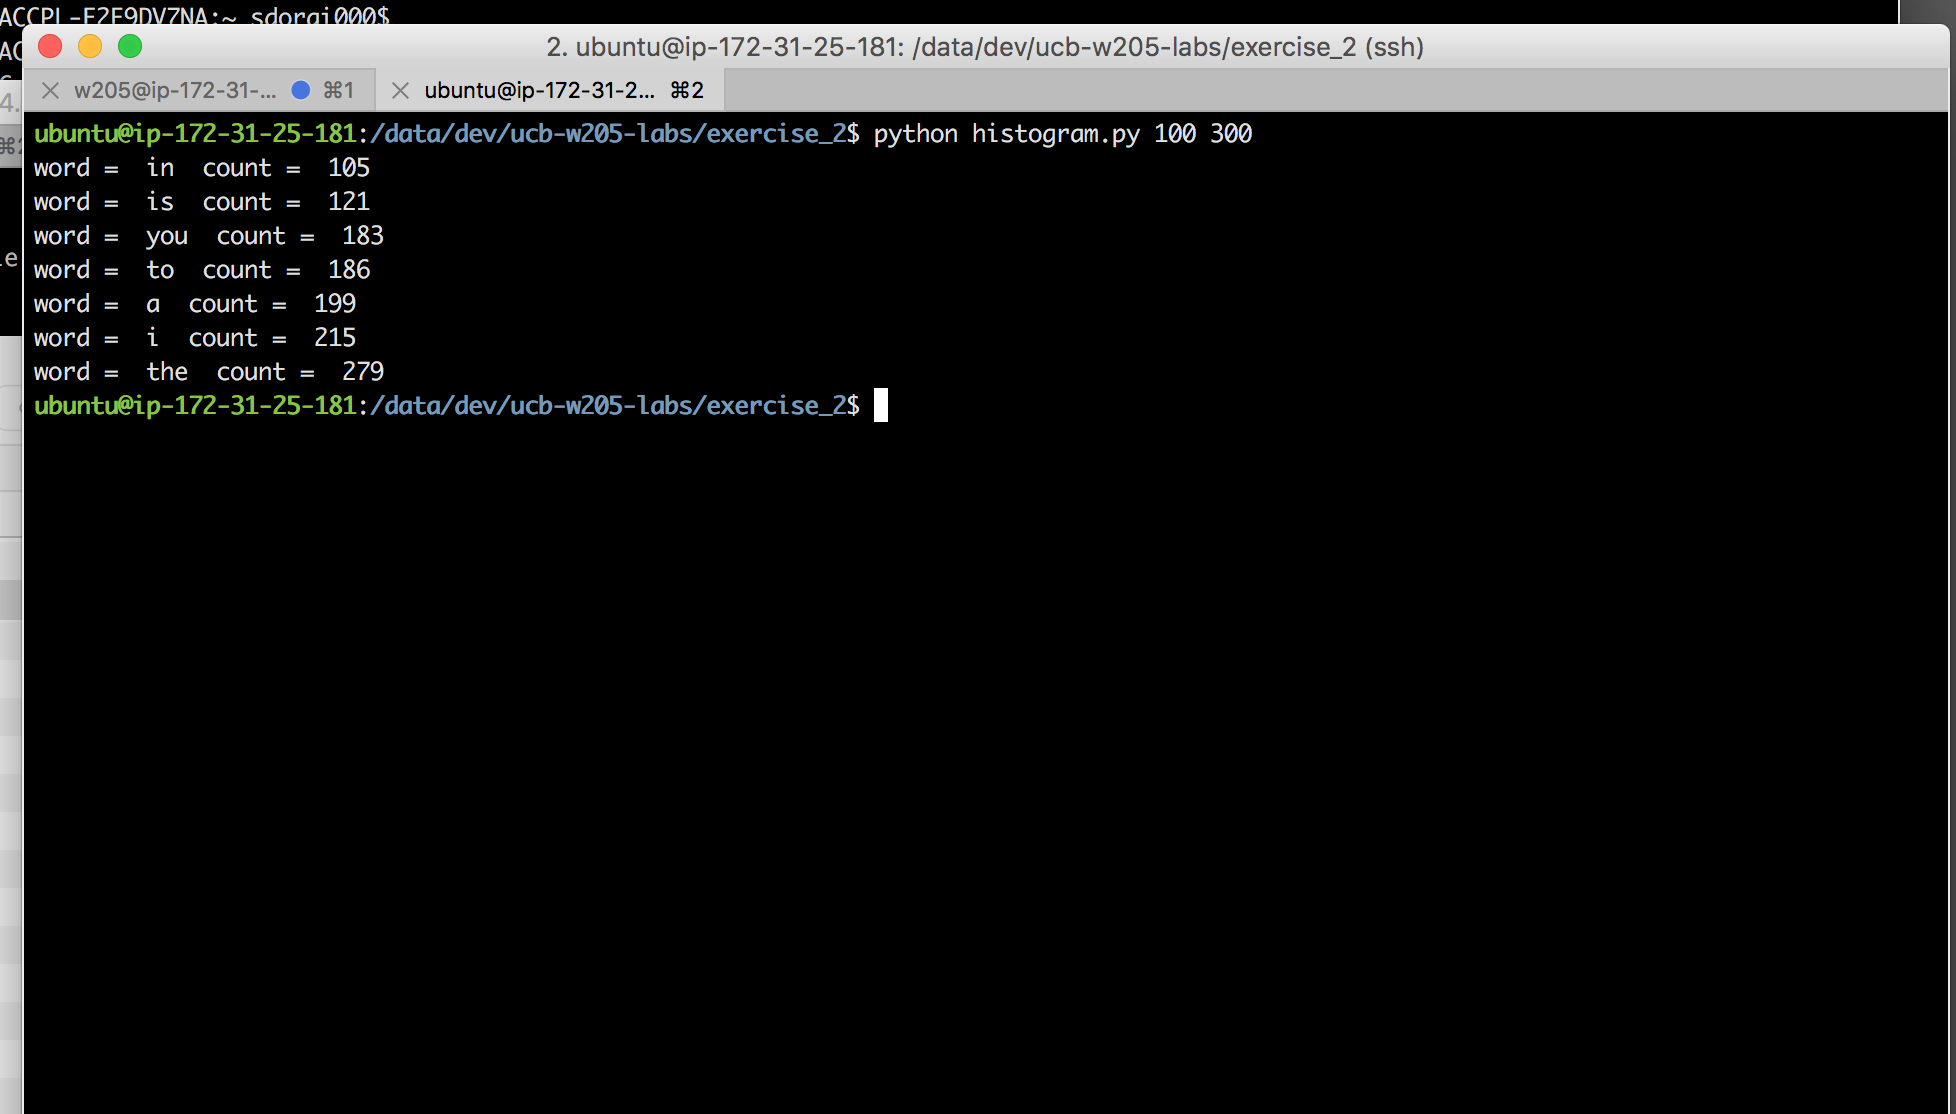 ACCPL-F2F9DV7NA:~ sdorai000$
AC
2. ubuntu@ip-172-31-25-181: /data/dev/ucb-w205-labs/exercise_2 (ssh)
w205@ip-172-31-... ⌘1
ubuntu@ip-172-31-2... ⌘2
4.
ubuntu@ip-172-31-25-181:/data/dev/ucb-w205-labs/exercise_2$ python histogram.py 100 300
word =  in  count =  105
word =  is  count =  121
word =  you  count =  183
word =  to  count =  186
word =  a  count =  199
word =  i  count =  215
word =  the  count =  279
ubuntu@ip-172-31-25-181:/data/dev/ucb-w205-labs/exercise_2$